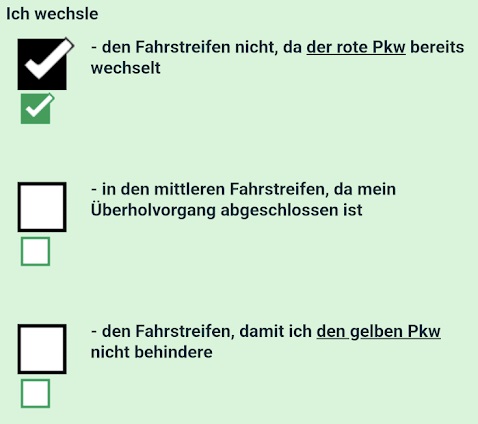 Ich wechsle
- den Fahrstreifen nicht, da der rote Pkw bereits
wechselt
- in den mittleren Fahrstreifen, da mein
Überholvorgang abgeschlossen ist
- den Fahrstreifen, damit ich den gelben Pkw
nicht behindere